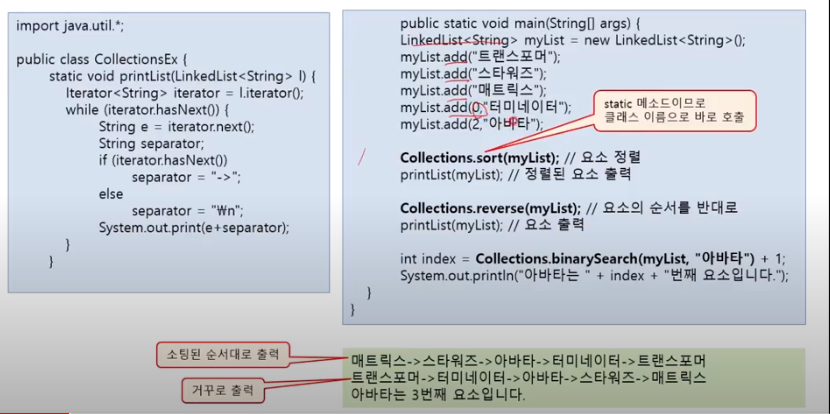 import java.util.*;
public class CollectionsEx {
static void printList(LinkedList<String> l) {
Iterator<String> iterator = l.iterator();
while (iterator.hasNext()) {
String e = iterator.next();
String separator;
if (iterator.hasNext())
separator = "->";
else
separator = "₩n";
System.out.print(e+separator);
}
}
public static void main(String[] args) {
LinkedList<String> myList = new LinkedList<String>();
myList.add("트랜스포머");
myList.add("스타워즈");
myList.add("매트릭스");
myList.add(0,"터미네이터");
myList.add(2,"아바타");
static 메소드이므로
클래스 이름으로 바로 호출
Collections.sort(myList); // 요소 정렬
printList(myList); // 정렬된 요소 출력
Collections.reverse(myList); // 요소의 순서를 반대로
printList(myList); // 요소 출력
int index = Collections.binarySearch(myList, "아바타") + 1;
System.out.println("아바타는 " + index + "번째 요소입니다.");
}
}
소팅된 순서대로 출력
매트릭스->스타워즈->아바타->터미네이터->트랜스포머
거꾸로 출력
트랜스포머->터미네이터->아바타->스타워즈->매트릭스
아바타는 3번째 요소입니다.